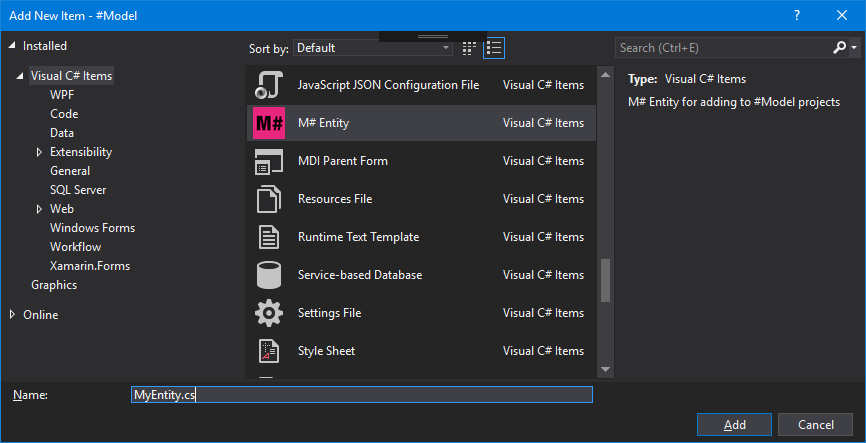 Add New Item - #Model
?
Installed
Sort by: Default
Search (Ctrl+E)
Visual C# Items
WPF
Code
Data
Extensibility
General
SQL Server
Web
Windows Forms
Workflow
Xamarin.Forms
Graphics
Online
JavaScript JSON Configuration File Visual C# Items
M# M# Entity Visual C# Items
MDI Parent Form Visual C# Items
Resources File Visual C# Items
Runtime Text Template Visual C# Items
Service-based Database Visual C# Items
Settings File Visual C# Items
Style Sheet Visual C# Items
Type: Visual C# Items
M# Entity for adding to #Model projects
Name: MyEntity.cs
Add Cancel